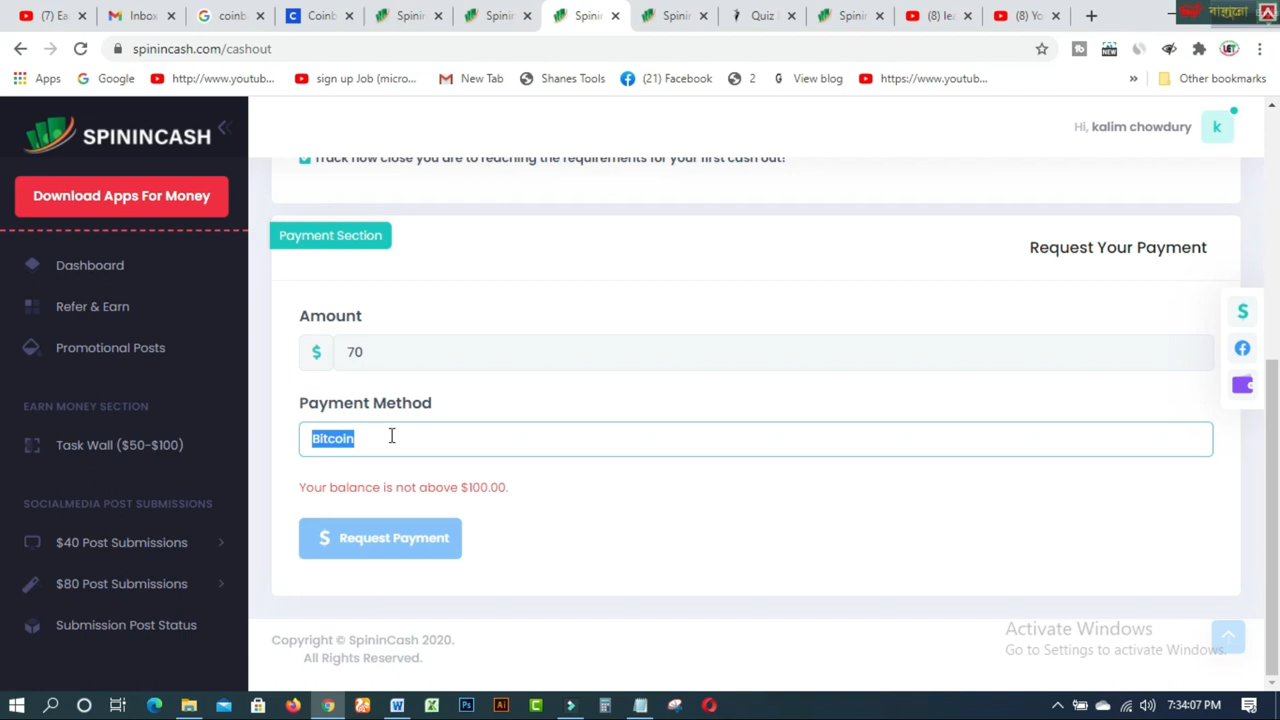 (7) Ea
Inbox
coinb
Coinb
Spinin
Spinin
Spinin
Spinin
Quiz
Spinin
(8) lea
(8) Yo
spinincash.com/cashout
Apps
Google
http://www.youtub...
sign up Job (micro...
New Tab
Shanes Tools
(21) Facebook
2
View blog
https://www.youtub...
Other bookmarks
SPININCASH
Hi, kalim chowdury
k
Track how close you are to reaching the requirements for your first cash out!
Download Apps For Money
Payment Section
Request Your Payment
Dashboard
Refer & Earn
Promotional Posts
EARN MONEY SECTION
Task Wall ($50-$100)
SOCIALMEDIA POST SUBMISSIONS
$40 Post Submissions
$80 Post Submissions
Submission Post Status
Amount
$ 70
Payment Method
Bitcoin
Your balance is not above $100.00.
$ Request Payment
Copyright © SpininCash 2020.
All Rights Reserved.
Activate Windows
Go to Settings to activate Windows.
7:34:07 PM